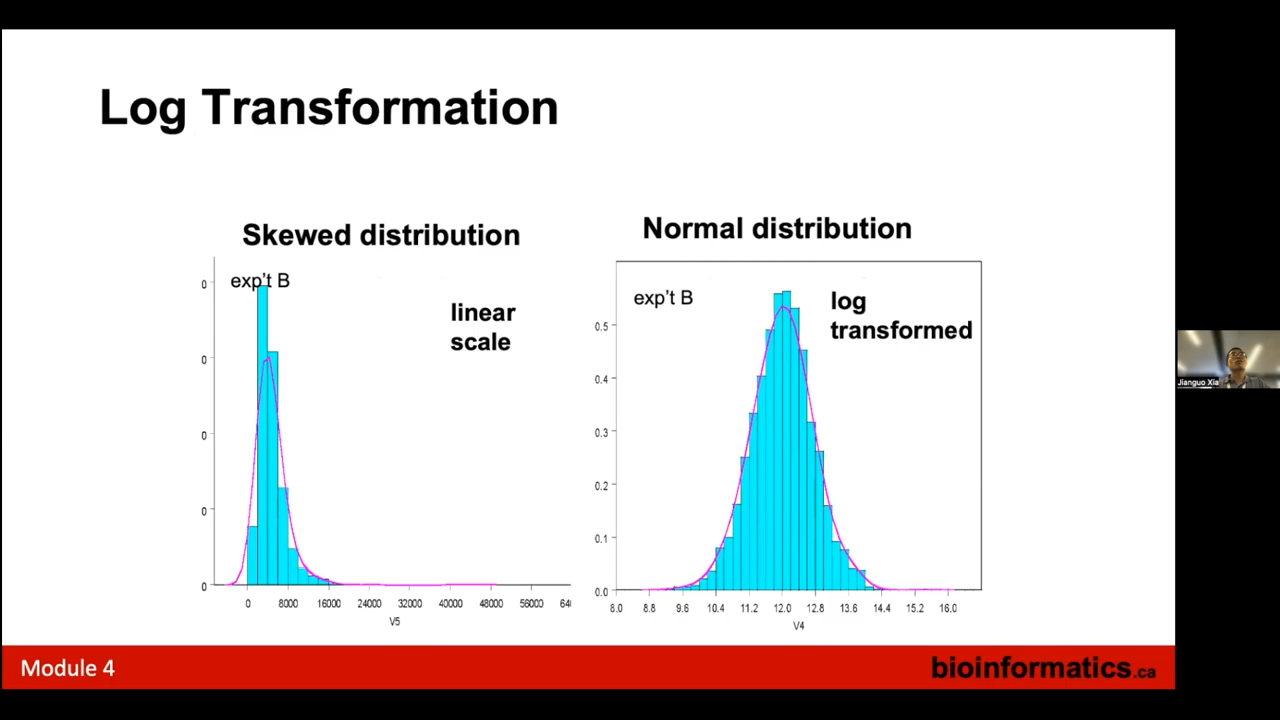 Log Transformation
Skewed distribution
exp't B
linear
scale
0
0
0
0
0
0 8000 16000 24000 32000 40000 48000 56000 64
V5
Normal distribution
exp't B
log
transformed
0.5
0.4
0.3
0.2
0.1
0.0
8.0 8.8 9.6 10.4 11.2 12.0 12.8 13.6 14.4 15.2 16.0
V4
Jianguo Xia
Module 4
bioinformatics.ca